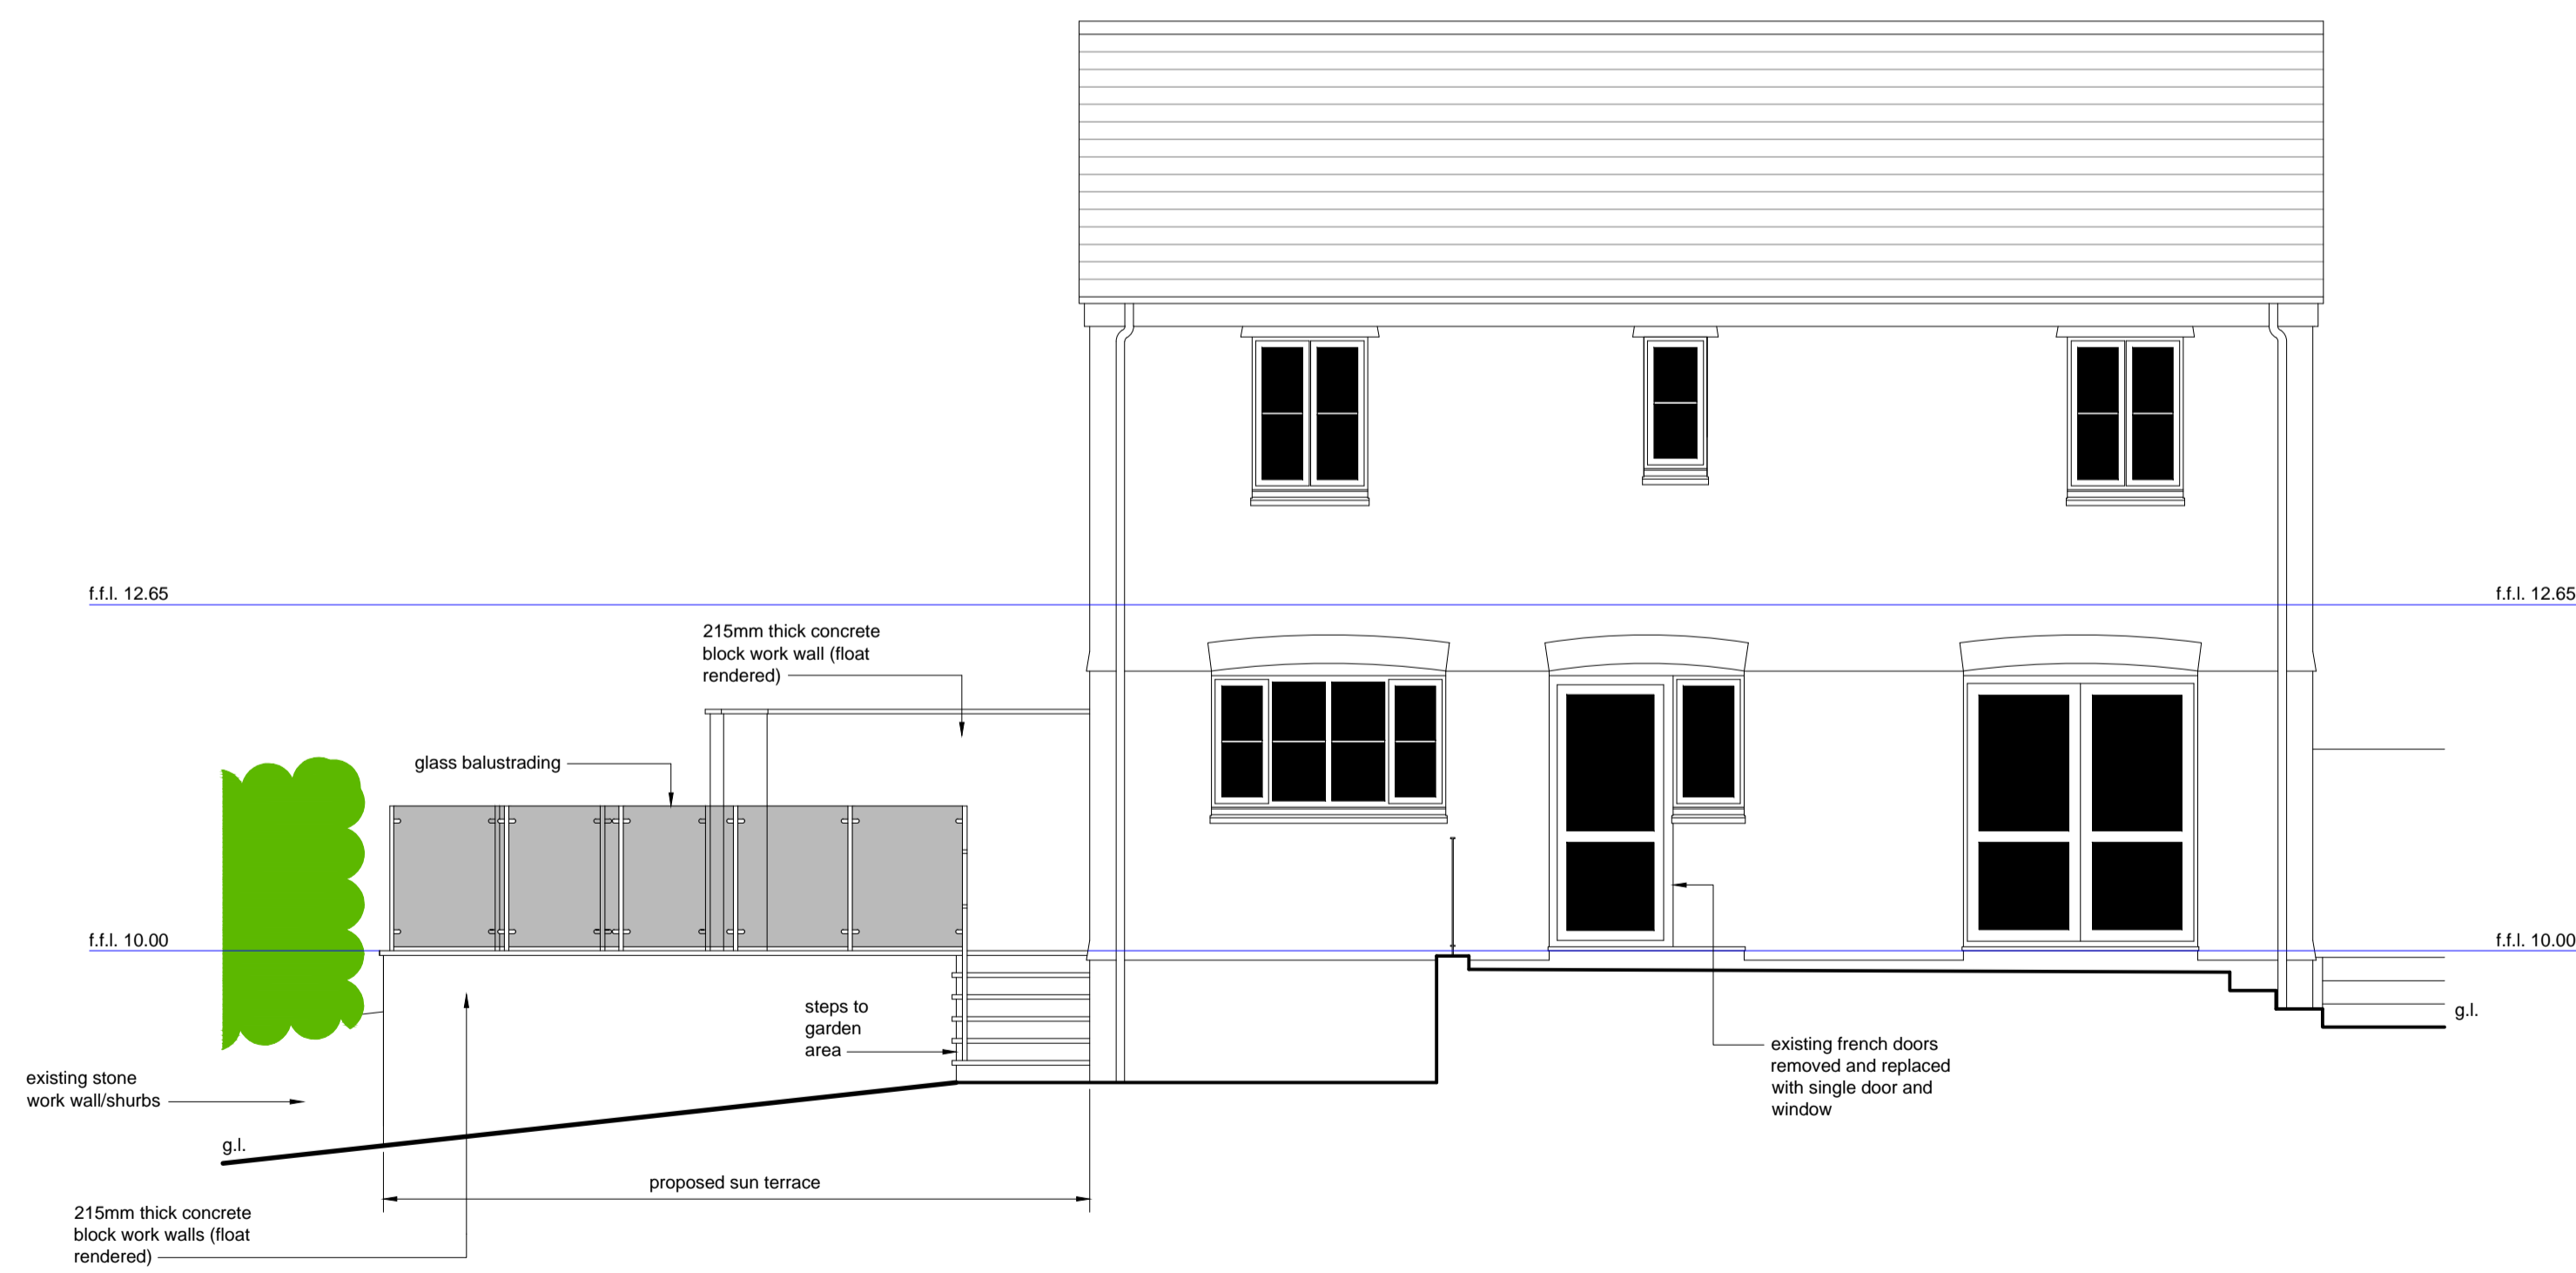 f.f.l. 12.65
f.f.l. 12.65
215mm thick concrete
block work wall (float
rendered)
glass balustrading
f.f.l. 10.00
f.f.l. 10.00
steps to
garden
area
g.l.
existing french doors
removed and replaced
with single door and
window
existing stone
work wall/shurbs
g.l.
proposed sun terrace
215mm thick concrete
block work walls (float
rendered)